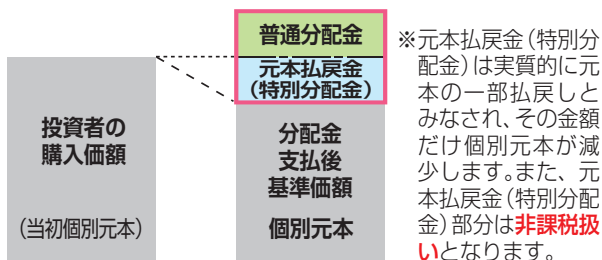 投資者の
購入価額
(当初個別元本)
普通分配金
元本払戻金
(特別分配金)
分配金
支払後
基準価額
個別元本
※元本払戻金(特別分
配金)は実質的に元
本の一部払戻しと
みなされ、その金額
だけ個別元本が減
少します。また、元
本払戻金(特別分配
金)部分は非課税扱
いとなります。